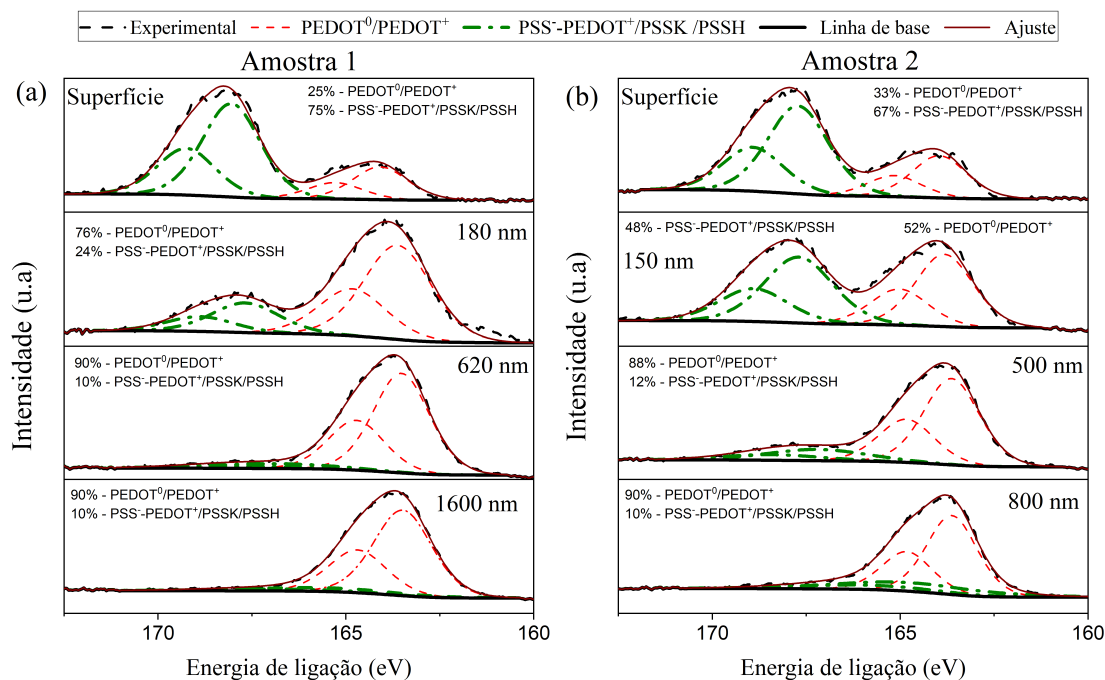 Experimental PEDOT⁰/PEDOT⁺ PSS⁻-PEDOT⁺/PSSK /PSSH Linha de base Ajuste
Amostra 1
(a)
Superfície
25% - PEDOT⁰/PEDOT⁺
75% - PSS⁻-PEDOT⁺/PSSK/PSSH
76% - PEDOT⁰/PEDOT⁺
24% - PSS⁻-PEDOT⁺/PSSK/PSSH
180 nm
90% - PEDOT⁰/PEDOT⁺
10% - PSS⁻-PEDOT⁺/PSSK/PSSH
620 nm
90% - PEDOT⁰/PEDOT⁺
10% - PSS⁻-PEDOT⁺/PSSK/PSSH
1600 nm
Intensidade (u.a)
170 165 160
Energia de ligação (eV)
Amostra 2
(b)
Superfície
33% - PEDOT⁰/PEDOT⁺
67% - PSS⁻-PEDOT⁺/PSSK/PSSH
48% - PSS⁻-PEDOT⁺/PSSK/PSSH
52% - PEDOT⁰/PEDOT⁺
150 nm
88% - PEDOT⁰/PEDOT⁺
12% - PSS⁻-PEDOT⁺/PSSK/PSSH
500 nm
90% - PEDOT⁰/PEDOT⁺
10% - PSS⁻-PEDOT⁺/PSSK/PSSH
800 nm
Intensidade (u.a)
170 165 160
Energia de ligação (eV)